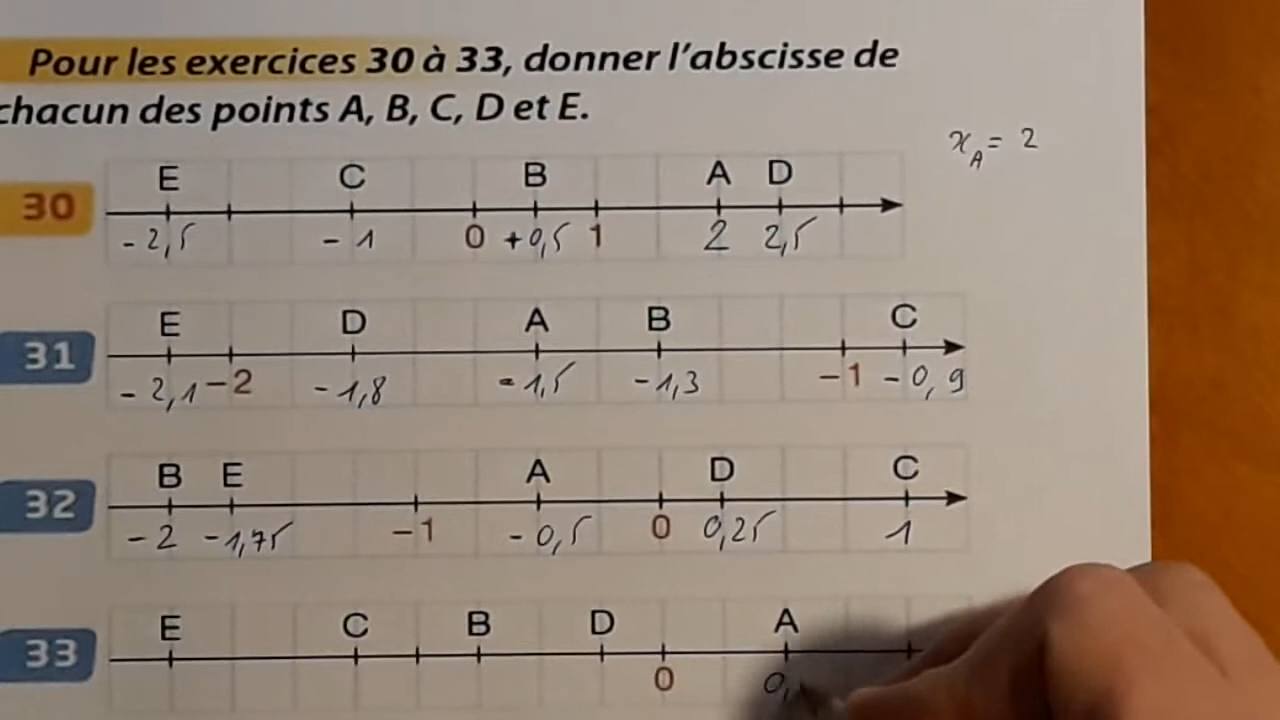 Pour les exercices 30 à 33, donner l'abscisse de
chacun des points A, B, C, D et E.
x_A = 2
30 E C B A D
-2,5 -1 0 +0,5 1 2 2,5
31 E D A B C
-2,1 -2 -1,8 -1,5 -1,3 -1 -0,9
32 B E A D C
-2 -1,75 -1 -0,5 0 0,25 1
33 E C B D A
0 0,